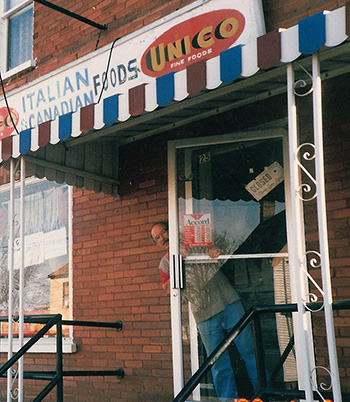 ITALIAN
& CANADIAN
FOODS
UNICO
FINE FOODS
25
CLOSED
Accord